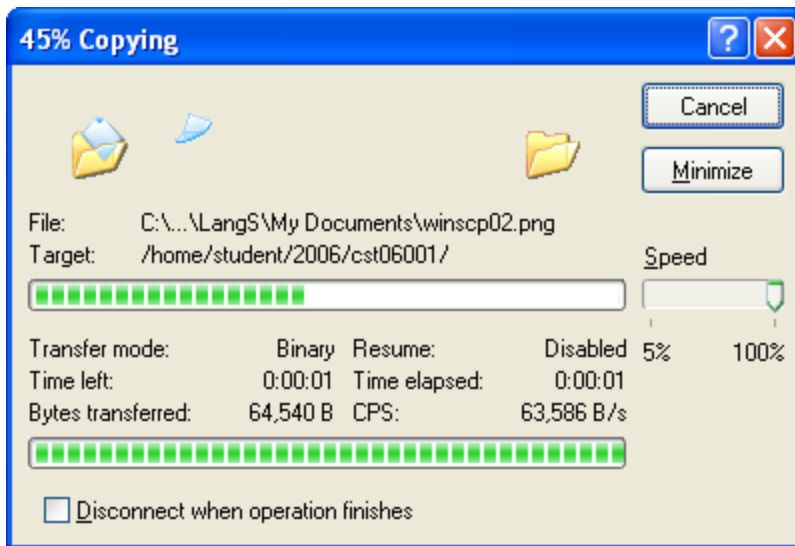 45% Copying
Cancel
Minimize
File: C:\...\LangS\My Documents\winscp02.png
Target: /home/student/2006/cst06001/
Speed
5% 100%
Transfer mode: Binary Resume: Disabled
Time left: 0:00:01 Time elapsed: 0:00:01
Bytes transferred: 64,540 B CPS: 63,586 B/s
Disconnect when operation finishes